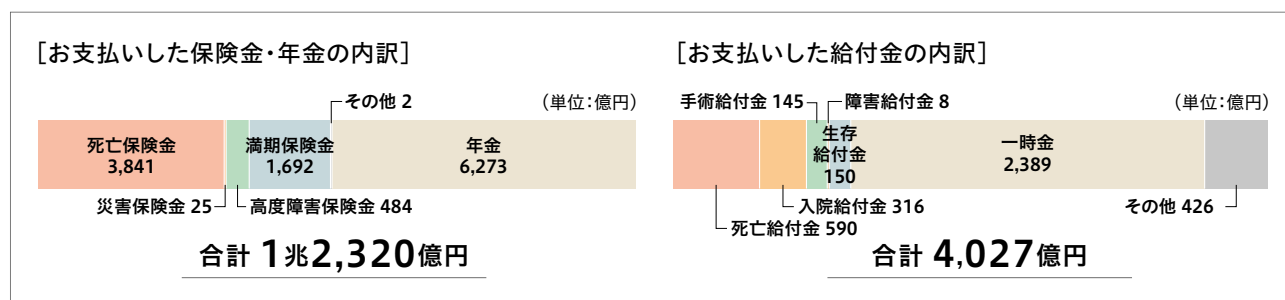 [お支払いした保険金・年金の内訳]
その他 2
(単位:億円)
死亡保険金
3,841
満期保険金
1,692
年金
6,273
災害保険金 25
高度障害保険金 484
合計 1兆2,320億円
[お支払いした給付金の内訳]
手術給付金 145
障害給付金 8
(単位:億円)
生存
給付金
150
一時金
2,389
入院給付金 316
その他 426
死亡給付金 590
合計 4,027億円